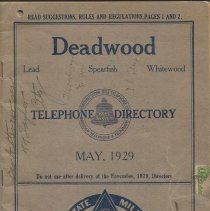 READ SUGGESTIONS, RULES AND REGULATIONS, PAGES 1 AND 2.
Deadwood
Lead Spearfish Whitewood
TELEPHONE DIRECTORY
MAY, 1929
Do not use after delivery of the November, 1929, Directory